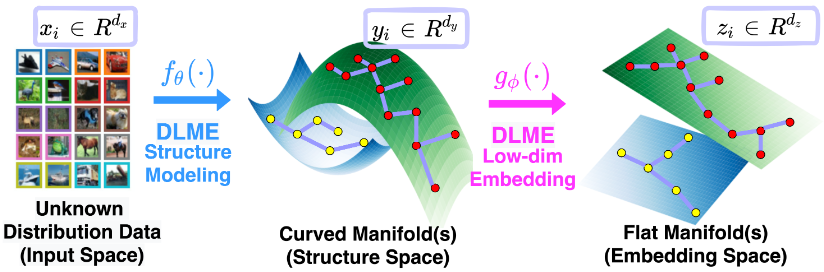 x_i ∈ R^{d_x}
y_i ∈ R^{d_y}
z_i ∈ R^{d_z}
f_θ(·)
DLME
Structure
Modeling
g_ϕ(·)
DLME
Low-dim
Embedding
Unknown
Distribution Data
(Input Space)
Curved Manifold(s)
(Structure Space)
Flat Manifold(s)
(Embedding Space)